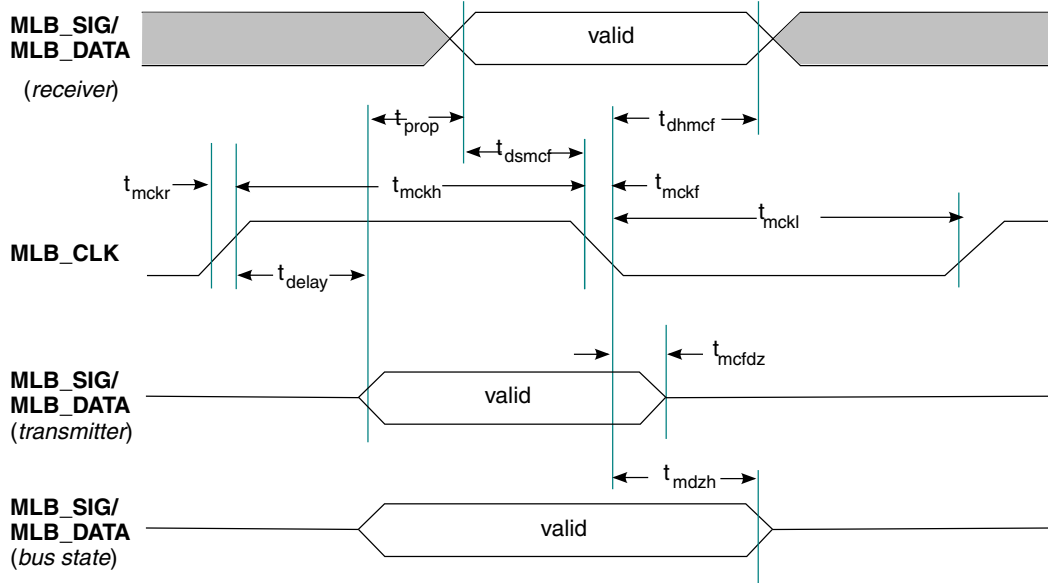 MLB_SIG/
MLB_DATA
(receiver)
valid
tprop
tdhmcf
tdsmcf
tmckr
tmckh
tmckf
tmckl
MLB_CLK
tdelay
tmcfdz
MLB_SIG/
MLB_DATA
(transmitter)
valid
tmdzh
MLB_SIG/
MLB_DATA
(bus state)
valid